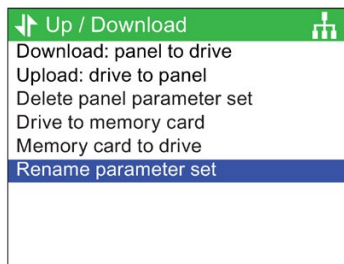 Up / Download
Download: panel to drive
Upload: drive to panel
Delete panel parameter set
Drive to memory card
Memory card to drive
Rename parameter set